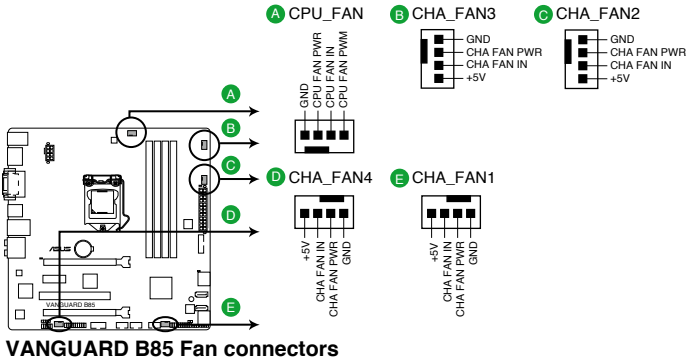 A CPU_FAN
GND
CPU FAN PWR
CPU FAN IN
CPU FAN PWM
B CHA_FAN3
GND
CHA FAN PWR
CHA FAN IN
+5V
C CHA_FAN2
GND
CHA FAN PWR
CHA FAN IN
+5V
A
B
C
D
E
D CHA_FAN4
+5V
CHA FAN IN
CHA FAN PWR
GND
E CHA_FAN1
+5V
CHA FAN IN
CHA FAN PWR
GND
ASUS
VANGUARD B85
VANGUARD B85 Fan connectors